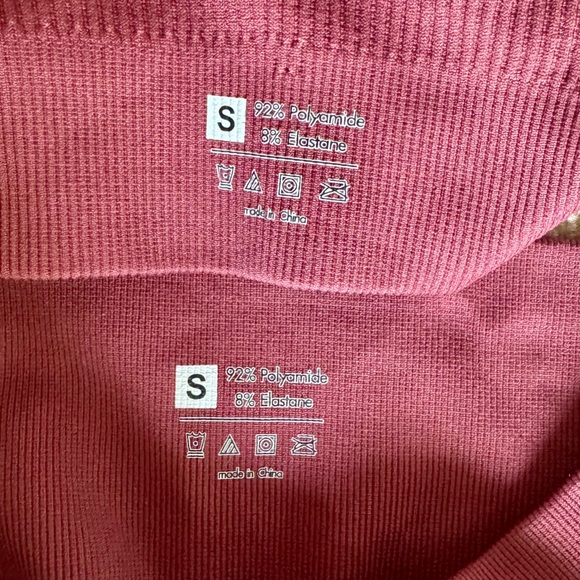 S
92% Polyamide
8% Elastane
made in China
S
92% Polyamide
8% Elastane
made in China